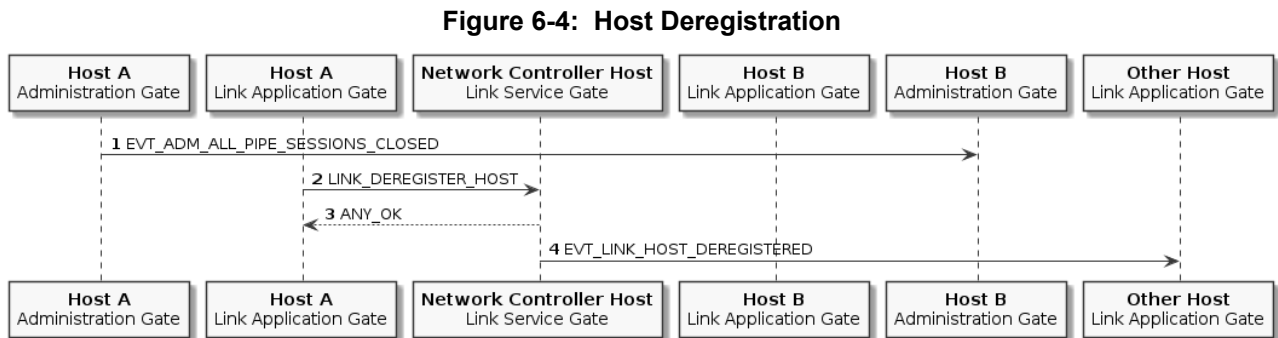 Figure 6-4:  Host Deregistration
Host A
Administration Gate
Host A
Link Application Gate
Network Controller Host
Link Service Gate
Host B
Link Application Gate
Host B
Administration Gate
Other Host
Link Application Gate
1 EVT_ADM_ALL_PIPE_SESSIONS_CLOSED
2 LINK_DEREGISTER_HOST
3 ANY_OK
4 EVT_LINK_HOST_DEREGISTERED
Host A
Administration Gate
Host A
Link Application Gate
Network Controller Host
Link Service Gate
Host B
Link Application Gate
Host B
Administration Gate
Other Host
Link Application Gate